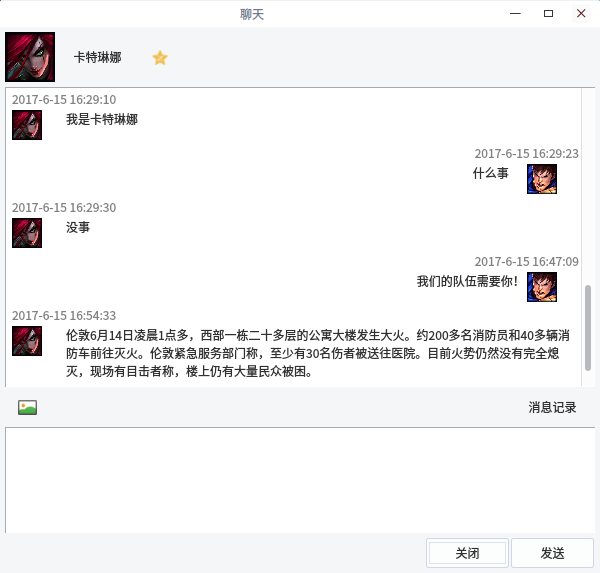 聊天
卡特琳娜
2017-6-15 16:29:10
我是卡特琳娜
2017-6-15 16:29:23
什么事
2017-6-15 16:29:30
没事
2017-6-15 16:47:09
我们的队伍需要你！
2017-6-15 16:54:33
伦敦6月14日凌晨1点多，西部一栋二十多层的公寓大楼发生大火。约200多名消防员和40多辆消
防车前往灭火。伦敦紧急服务部门称，至少有30名伤者被送往医院。目前火势仍然没有完全熄
灭，现场有目击者称，楼上仍有大量民众被困。
消息记录
关闭
发送